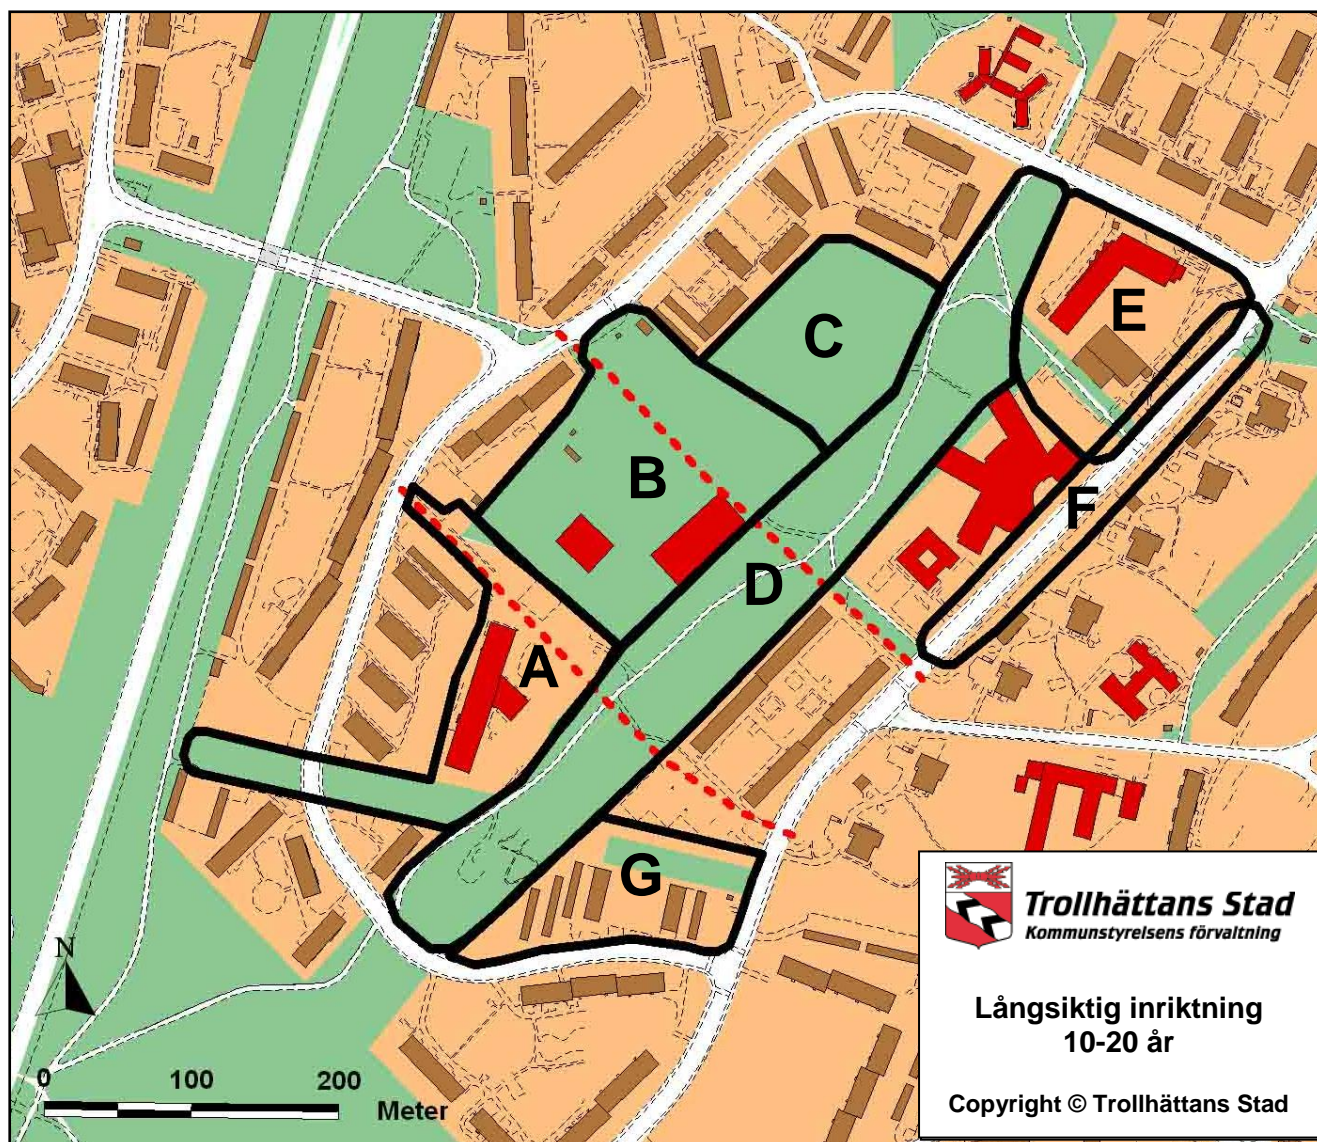 C
E
B
F
D
A
G
N
0 100 200
Meter
Trollhättans Stad
Kommunstyrelsens förvaltning
Långsiktig inriktning
10-20 år
Copyright © Trollhättans Stad